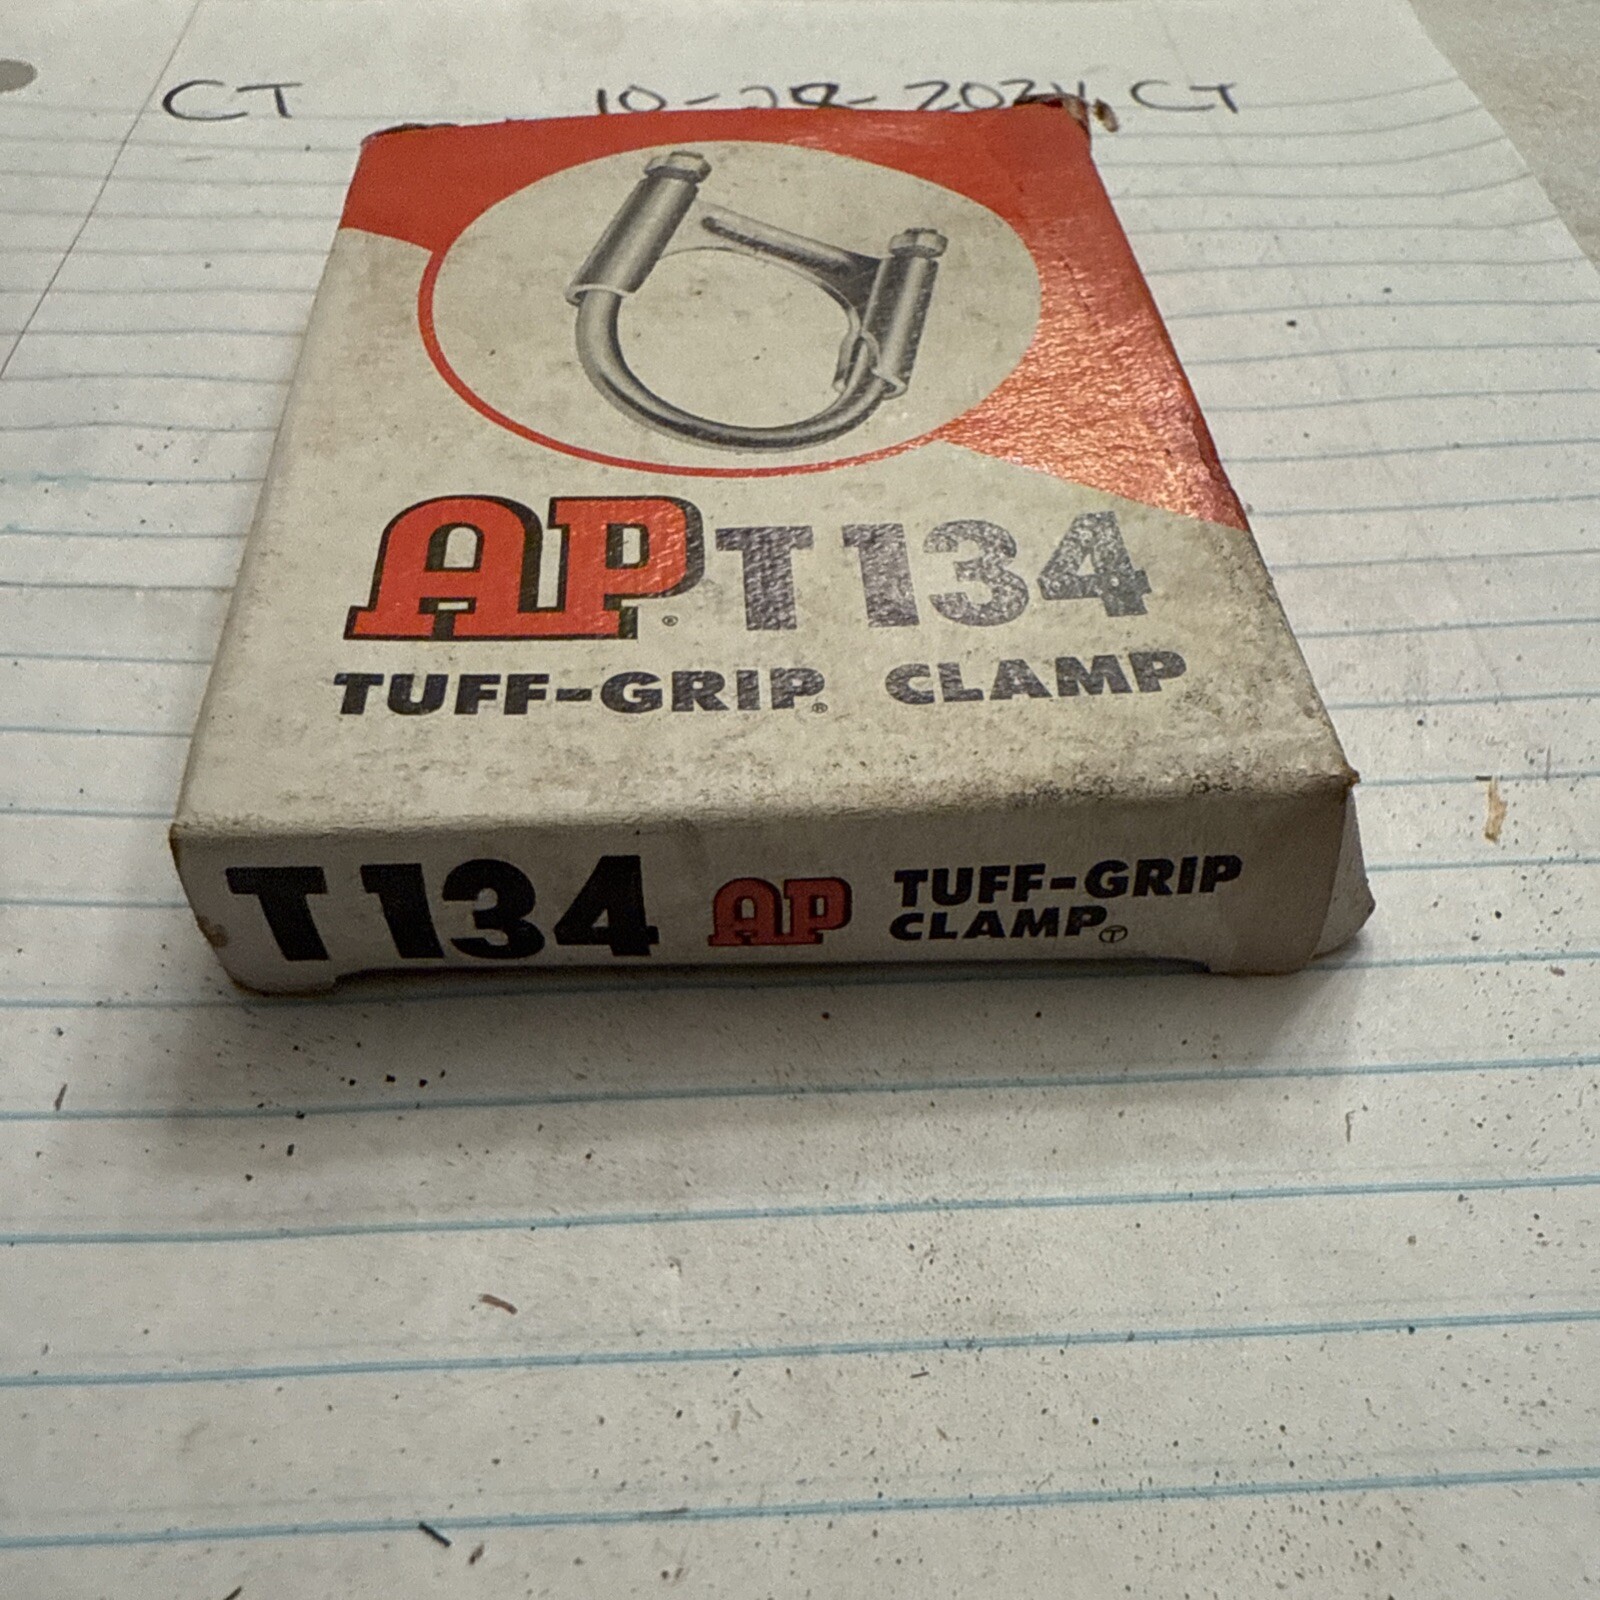 CT 10-28-2024 CT
AP® T134
TUFF-GRIP® CLAMP
T134 AP TUFF-GRIP
CLAMP Ⓣ